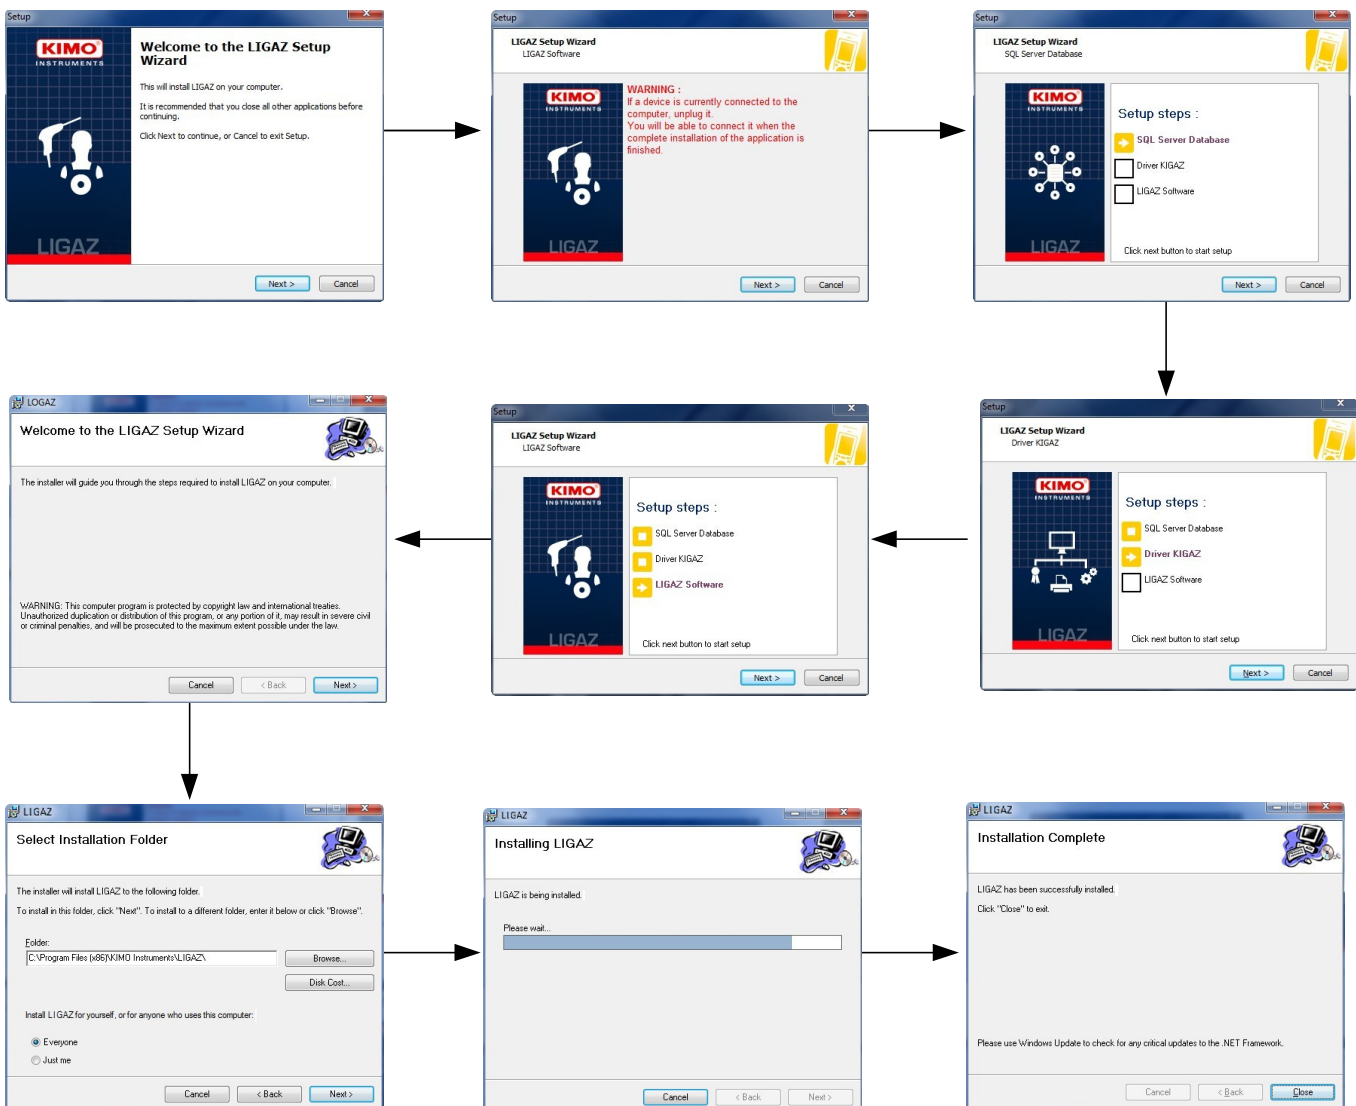 Setup
X
KIMO
INSTRUMENTS
LIGAZ
Welcome to the LIGAZ Setup
Wizard
This will install LIGAZ on your computer.
It is recommended that you close all other applications before
continuing.
Click Next to continue, or Cancel to exit Setup.
Next >
Cancel
Setup
X
LIGAZ Setup Wizard
LIGAZ Software
KIMO
INSTRUMENTS
LIGAZ
WARNING :
If a device is currently connected to the
computer, unplug it.
You will be able to connect it when the
complete installation of the application is
finished.
Next >
Cancel
Setup
X
LIGAZ Setup Wizard
SQL Server Database
KIMO
INSTRUMENTS
LIGAZ
Setup steps :
SQL Server Database
Driver KIGAZ
LIGAZ Software
Click next button to start setup
Next >
Cancel
LOGAZ
X
Welcome to the LIGAZ Setup Wizard
The installer will guide you through the steps required to install LIGAZ on your computer.
WARNING: This computer program is protected by copyright law and international treaties.
Unauthorized duplication or distribution of this program, or any portion of it, may result in severe civil
or criminal penalties, and will be prosecuted to the maximum extent possible under the law.
Cancel
< Back
Next >
Setup
X
LIGAZ Setup Wizard
LIGAZ Software
KIMO
INSTRUMENTS
LIGAZ
Setup steps :
SQL Server Database
Driver KIGAZ
LIGAZ Software
Click next button to start setup
Next >
Cancel
Setup
X
LIGAZ Setup Wizard
Driver KIGAZ
KIMO
INSTRUMENTS
LIGAZ
Setup steps :
SQL Server Database
Driver KIGAZ
LIGAZ Software
Click next button to start setup
Next >
Cancel
LIGAZ
X
Select Installation Folder
The installer will install LIGAZ to the following folder.
To install in this folder, click "Next". To install to a different folder, enter it below or click "Browse".
Folder:
C:\Program Files (x86)\KIMO Instruments\LIGAZ\
Browse...
Disk Cost...
Install LIGAZ for yourself, or for anyone who uses this computer:
Everyone
Just me
Cancel
< Back
Next >
LIGAZ
X
Installing LIGAZ
LIGAZ is being installed.
Please wait...
Cancel
< Back
Next >
LIGAZ
X
Installation Complete
LIGAZ has been successfully installed.
Click "Close" to exit.
Please use Windows Update to check for any critical updates to the .NET Framework.
Cancel
< Back
Close